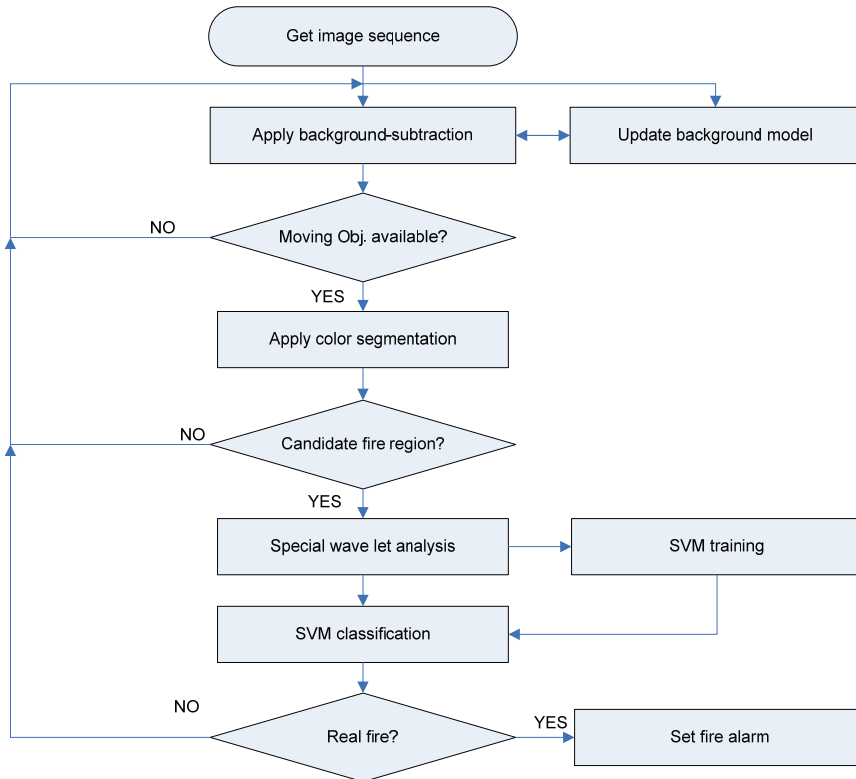 Get image sequence
Apply background-subtraction
Update background model
NO
Moving Obj. available?
YES
Apply color segmentation
NO
Candidate fire region?
YES
Special wave let analysis
SVM training
SVM classification
NO
Real fire?
YES
Set fire alarm